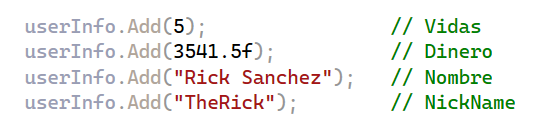 userInfo.Add(5); // Vidas
userInfo.Add(3541.5f); // Dinero
userInfo.Add("Rick Sanchez"); // Nombre
userInfo.Add("TheRick"); // NickName